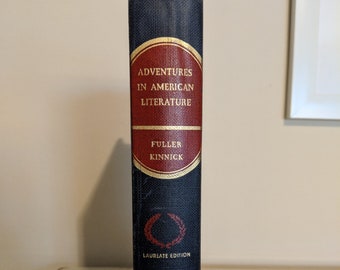 ADVENTURES
IN AMERICAN
LITERATURE
FULLER
KINNICK
LAUREATE EDITION